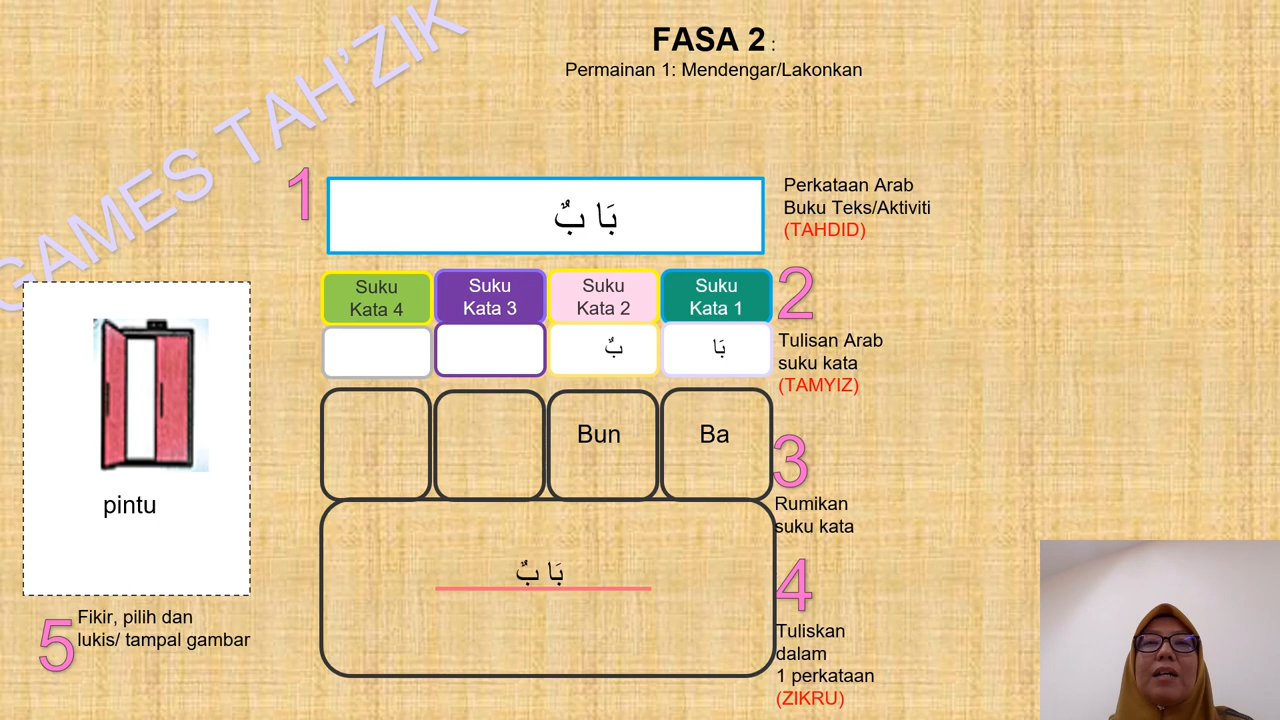 FASA 2 :
Permainan 1: Mendengar/Lakonkan
GAMES TAH’ZIK
1
بَا بٌ
Perkataan Arab
Buku Teks/Aktiviti
(TAHDID)
Suku
Kata 4
Suku
Kata 3
Suku
Kata 2
Suku
Kata 1
2
بٌ
بَا
Tulisan Arab
suku kata
(TAMYIZ)
Bun
Ba
3
Rumikan
suku kata
بَا بٌ
4
Tuliskan
dalam
1 perkataan
(ZIKRU)
pintu
5
Fikir, pilih dan
lukis/ tampal gambar